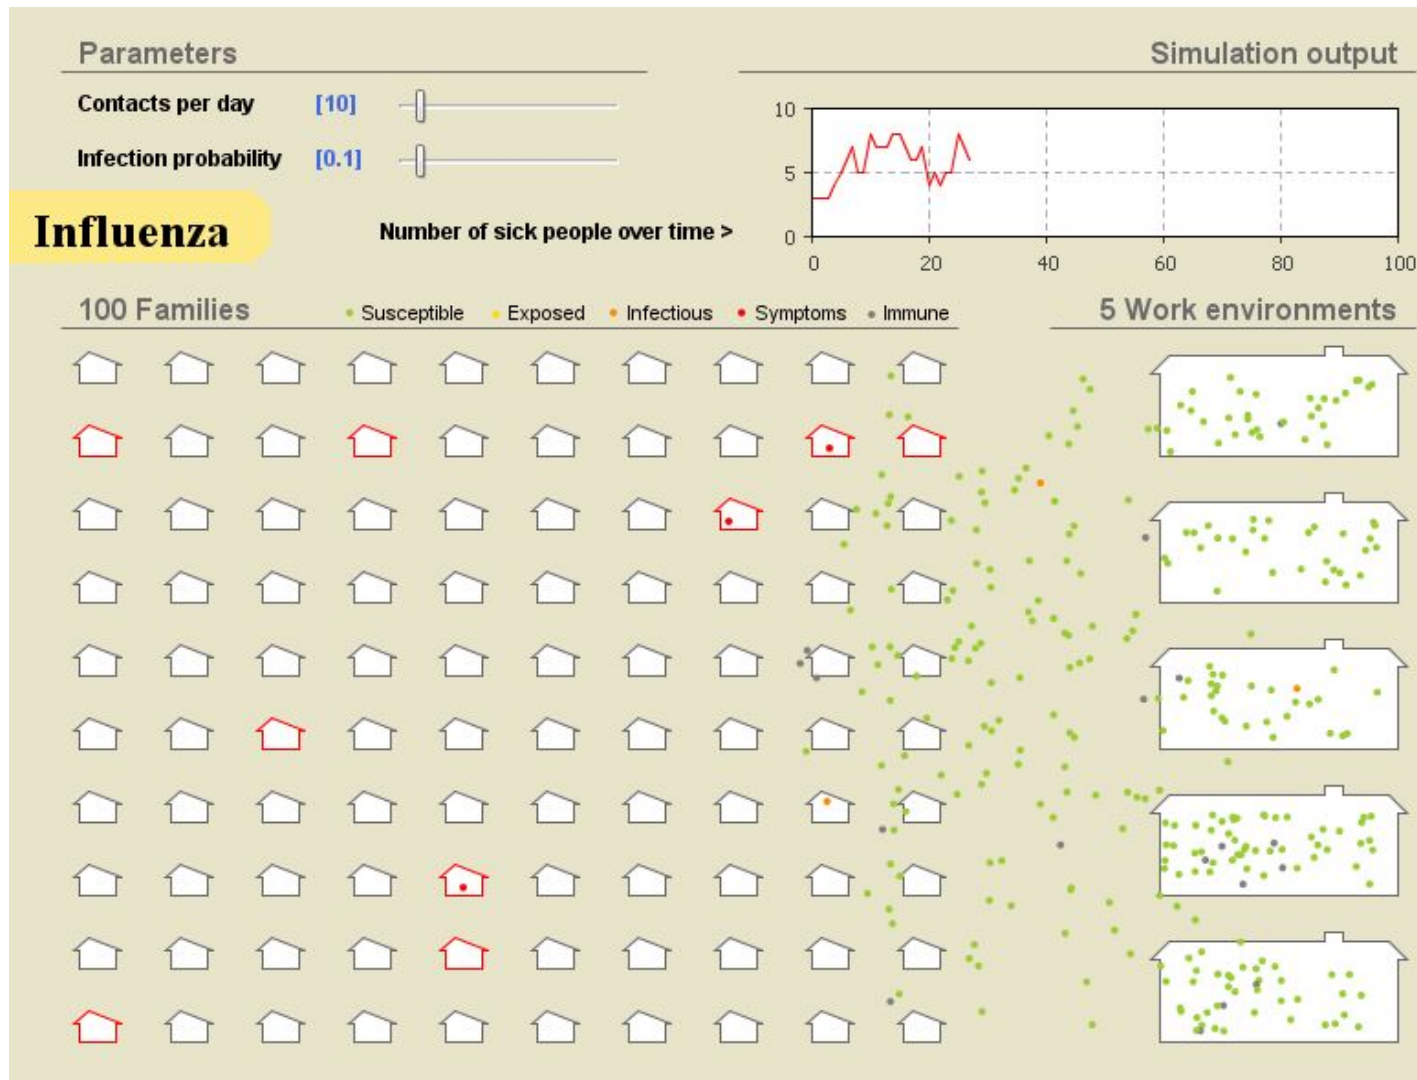 Parameters
Simulation output
Contacts per day [10]
Infection probability [0.1]
10
5
0
0 20 40 60 80 100
Influenza
Number of sick people over time >
100 Families
Susceptible Exposed Infectious Symptoms Immune
5 Work environments